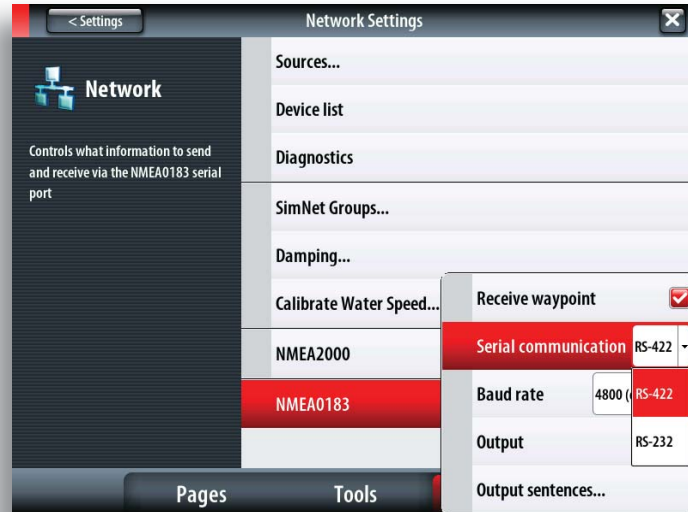 < Settings
Network Settings
Network
Controls what information to send
and receive via the NMEA0183 serial
port
Sources...
Device list
Diagnostics
SimNet Groups...
Damping...
Calibrate Water Speed...
NMEA2000
NMEA0183
Receive waypoint
Serial communication RS-422
Baud rate 4800 (
RS-422
Output
RS-232
Output sentences...
Pages
Tools